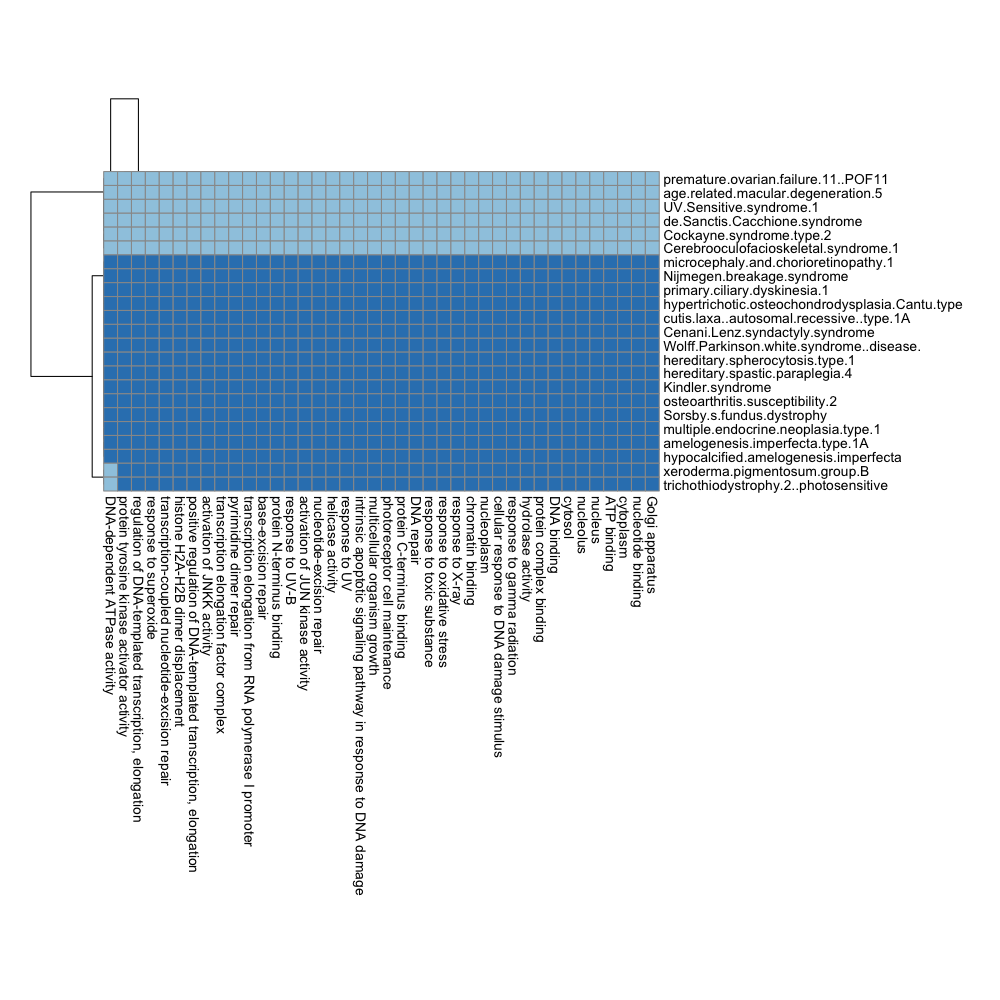 premature.ovarian.failure.11..POF11
age.related.macular.degeneration.5
UV.Sensitive.syndrome.1
de.Sanctis.Cacchione.syndrome
Cockayne.syndrome.type.2
Cerebrooculofacioskeletal.syndrome.1
microcephaly.and.chorioretinopathy.1
Nijmegen.breakage.syndrome
primary.ciliary.dyskinesia.1
hypertrichotic.osteochondrodysplasia.Cantu.type
cutis.laxa..autosomal.recessive..type.1A
Cenani.Lenz.syndactyly.syndrome
Wolff.Parkinson.white.syndrome..disease.
hereditary.spherocytosis.type.1
hereditary.spastic.paraplegia.4
Kindler.syndrome
osteoarthritis.susceptibility.2
Sorsby.s.fundus.dystrophy
multiple.endocrine.neoplasia.type.1
amelogenesis.imperfecta.type.1A
hypocalcified.amelogenesis.imperfecta
xeroderma.pigmentosum.group.B
trichothiodystrophy.2..photosensitive
DNA-dependent ATPase activity
protein tyrosine kinase activator activity
regulation of DNA-templated transcription, elongation
response to superoxide
transcription-coupled nucleotide-excision repair
histone H2A-H2B dimer displacement
positive regulation of DNA-templated transcription, elongation
activation of JNKK activity
transcription elongation factor complex
pyrimidine dimer repair
transcription elongation from RNA polymerase I promoter
base-excision repair
protein N-terminus binding
response to UV-B
activation of JUN kinase activity
nucleotide-excision repair
helicase activity
response to UV
intrinsic apoptotic signaling pathway in response to DNA damage
multicellular organism growth
photoreceptor cell maintenance
protein C-terminus binding
DNA repair
response to toxic substance
response to oxidative stress
response to X-ray
chromatin binding
nucleoplasm
cellular response to DNA damage stimulus
response to gamma radiation
hydrolase activity
protein complex binding
DNA binding
cytosol
nucleolus
nucleus
ATP binding
cytoplasm
nucleotide binding
Golgi apparatus